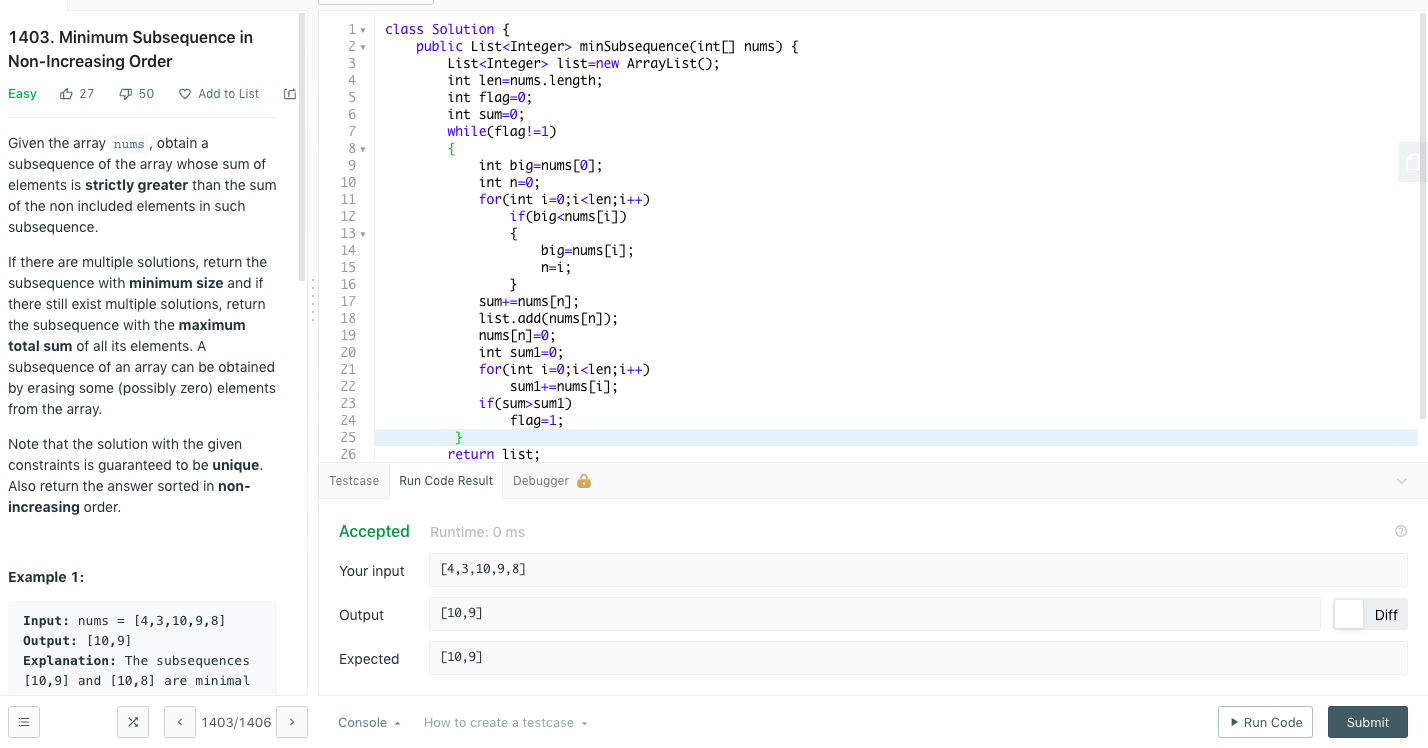 1403. Minimum Subsequence in
Non-Increasing Order
Easy 27 50 Add to List
Given the array nums , obtain a
subsequence of the array whose sum of
elements is strictly greater than the sum
of the non included elements in such
subsequence.
If there are multiple solutions, return the
subsequence with minimum size and if
there still exist multiple solutions, return
the subsequence with the maximum
total sum of all its elements. A
subsequence of an array can be obtained
by erasing some (possibly zero) elements
from the array.
Note that the solution with the given
constraints is guaranteed to be unique.
Also return the answer sorted in non-
increasing order.
Example 1:
Input: nums = [4,3,10,9,8]
Output: [10,9]
Explanation: The subsequences
[10,9] and [10,8] are minimal
1403/1406
1 class Solution {
2 public List<Integer> minSubsequence(int[] nums) {
3 List<Integer> list=new ArrayList();
4 int len=nums.length;
5 int flag=0;
6 int sum=0;
7 while(flag!=1)
8 {
9 int big=nums[0];
10 int n=0;
11 for(int i=0;i<len;i++)
12 if(big<nums[i])
13 {
14 big=nums[i];
15 n=i;
16 }
17 sum+=nums[n];
18 list.add(nums[n]);
19 nums[n]=0;
20 int sum1=0;
21 for(int i=0;i<len;i++)
22 sum1+=nums[i];
23 if(sum>sum1)
24 flag=1;
25 }
26 return list;
Testcase Run Code Result Debugger
Accepted Runtime: 0 ms
Your input [4,3,10,9,8]
Output [10,9] Diff
Expected [10,9]
Console How to create a testcase Run Code Submit